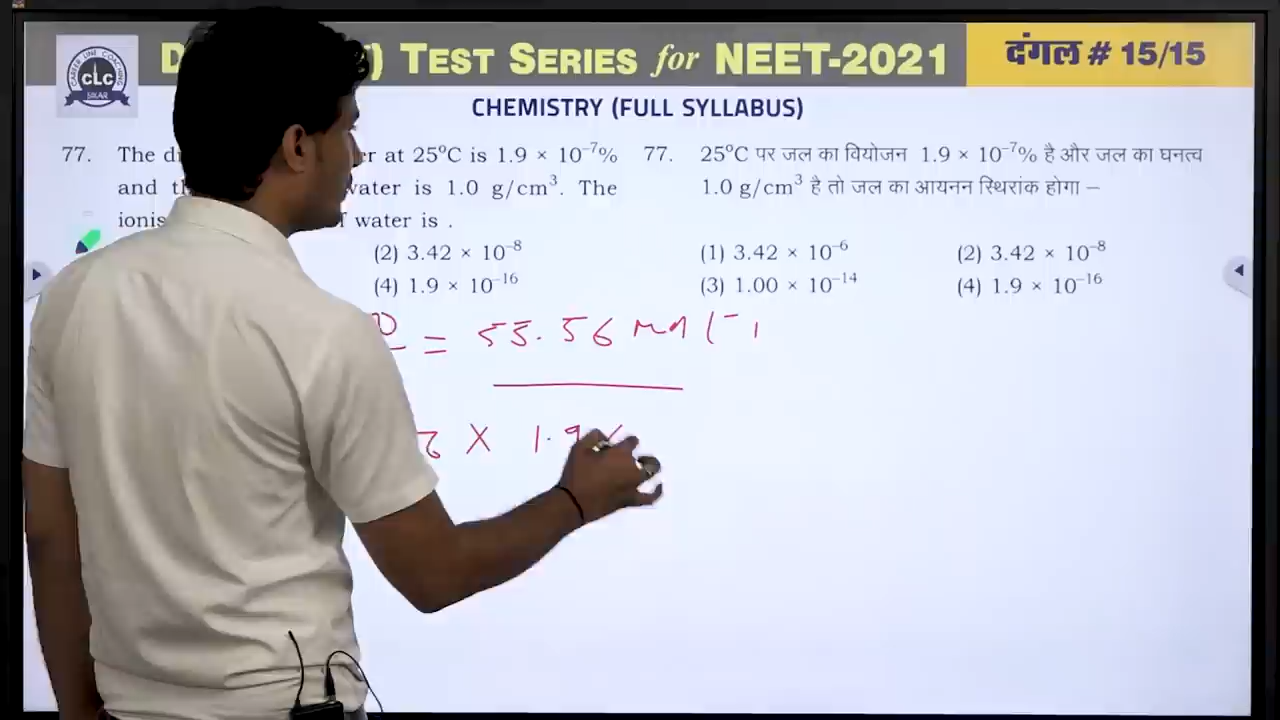 TEST SERIES for NEET-2021
दंगल # 15/15
CLC
SIKAR
CHEMISTRY (FULL SYLLABUS)
77. The er at 25°C is 1.9 × 10⁻⁷%
and water is 1.0 g/cm³. The
ionis water is .
(2) 3.42 × 10⁻⁸
(4) 1.9 × 10⁻¹⁶
77. 25°C पर जल का वियोजन 1.9 × 10⁻⁷% है और जल का घनत्व
1.0 g/cm³ है तो जल का आयनन स्थिरांक होगा –
(1) 3.42 × 10⁻⁶ (2) 3.42 × 10⁻⁸
(3) 1.00 × 10⁻¹⁴ (4) 1.9 × 10⁻¹⁶
= 55.56 mol L⁻¹
× 1.9 ×